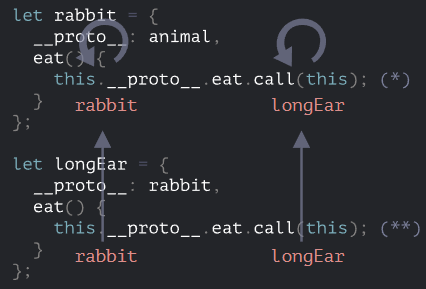 let rabbit = {
  __proto__: animal,
  eat() {
    this.__proto__.eat.call(this); (*)
  }
rabbit longEar
};
let longEar = {
  __proto__: rabbit,
  eat() {
    this.__proto__.eat.call(this); (**)
  }
rabbit longEar
};